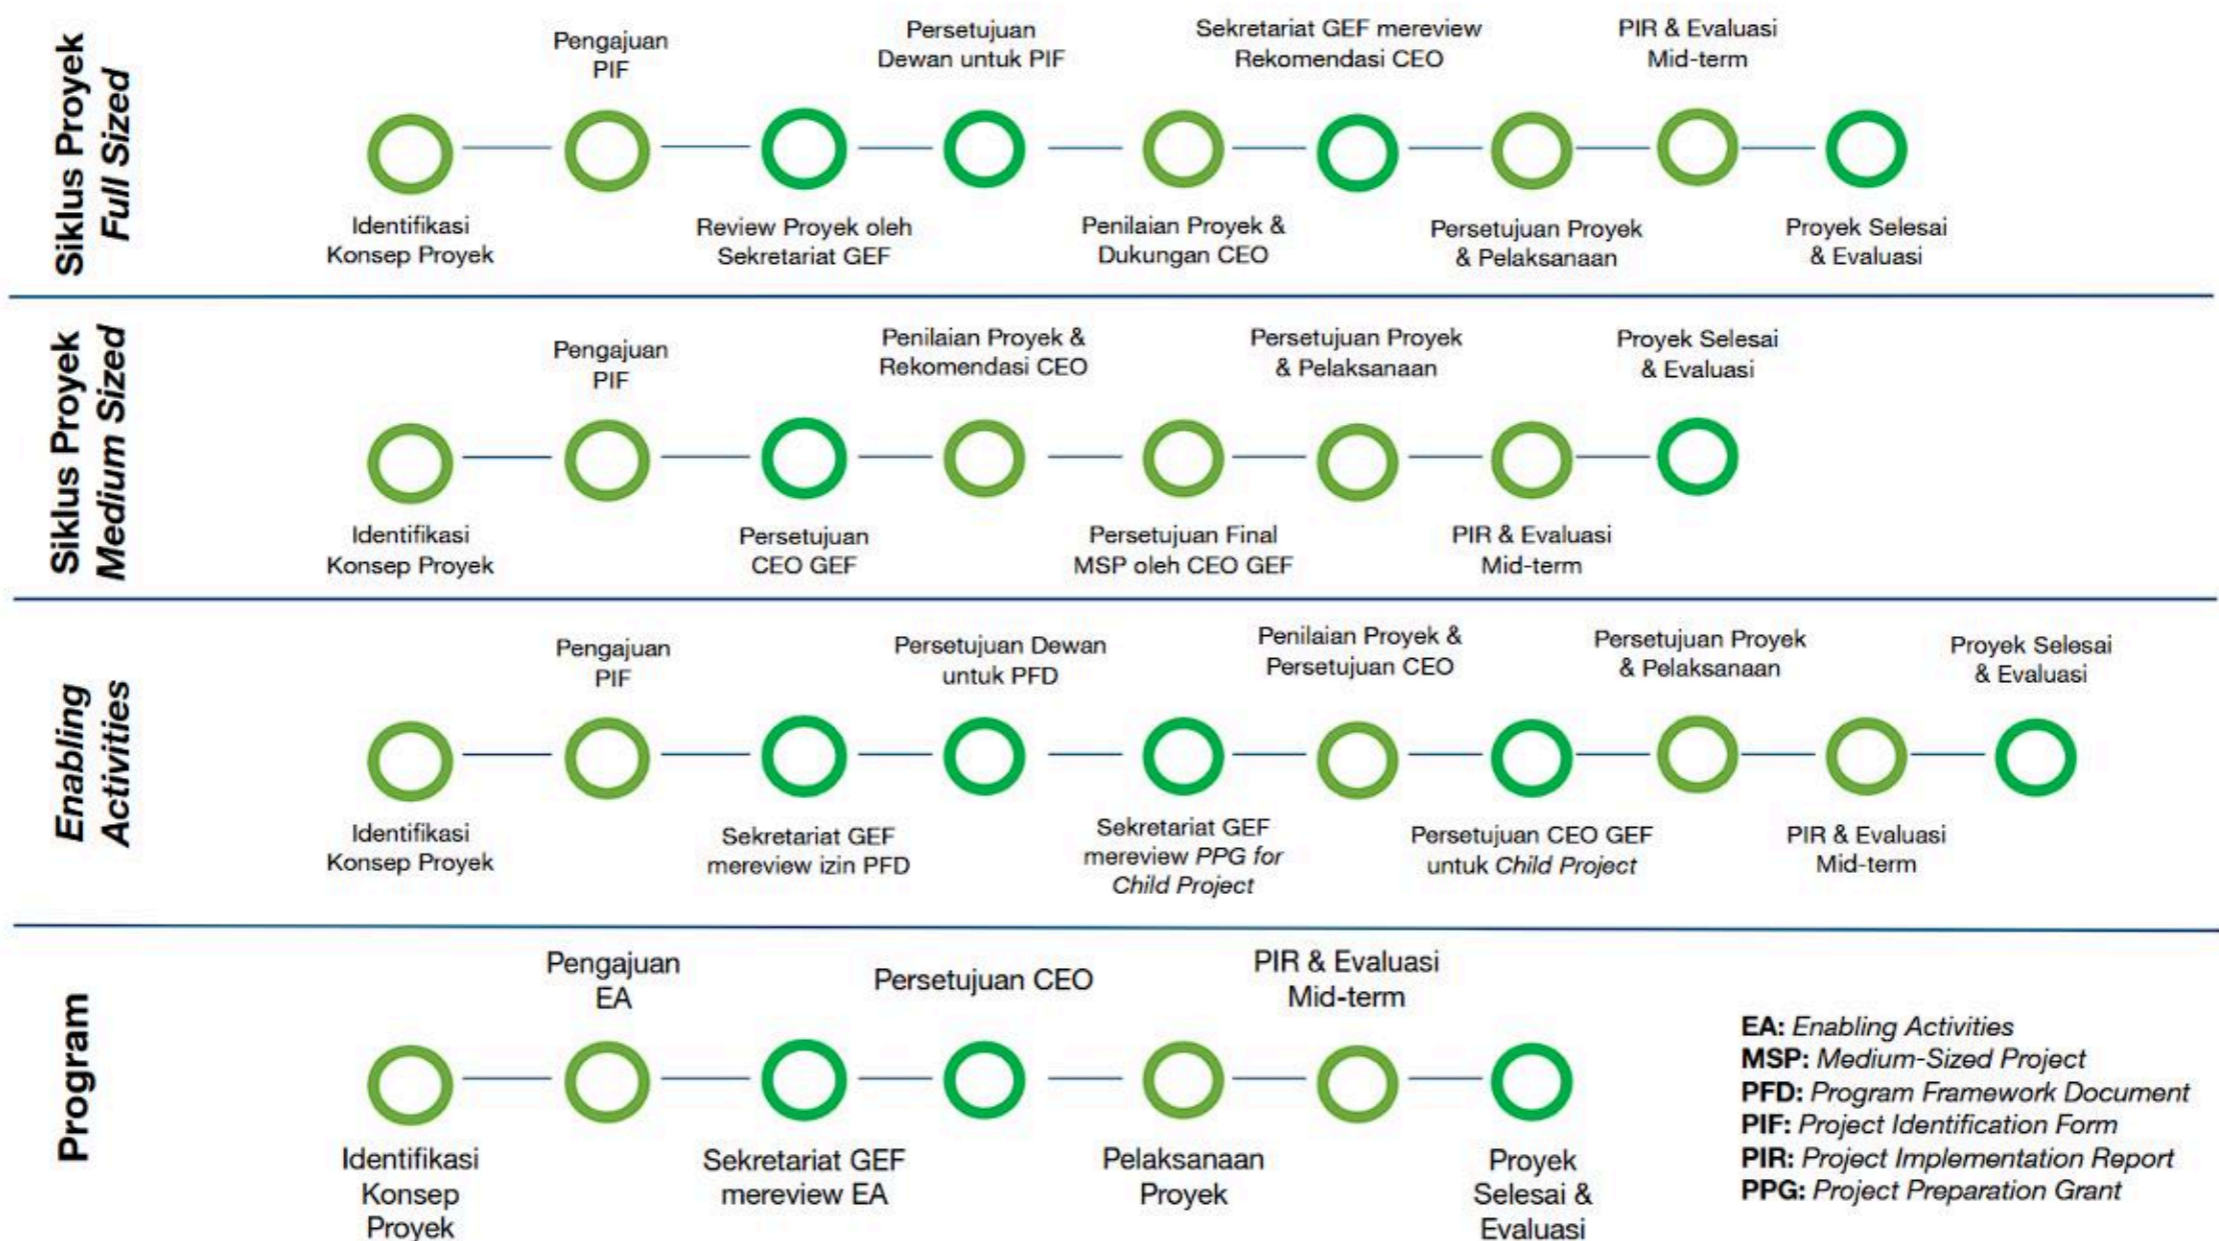 Siklus Proyek
Full Sized
Pengajuan
PIF
Persetujuan
Dewan untuk PIF
Sekretariat GEF mereview
Rekomendasi CEO
PIR & Evaluasi
Mid-term
Identifikasi
Konsep Proyek
Review Proyek oleh
Sekretariat GEF
Penilaian Proyek &
Dukungan CEO
Persetujuan Proyek
& Pelaksanaan
Proyek Selesai
& Evaluasi
Siklus Proyek
Medium Sized
Pengajuan
PIF
Penilaian Proyek &
Rekomendasi CEO
Persetujuan Proyek
& Pelaksanaan
Proyek Selesai
& Evaluasi
Identifikasi
Konsep Proyek
Persetujuan
CEO GEF
Persetujuan Final
MSP oleh CEO GEF
PIR & Evaluasi
Mid-term
Enabling
Activities
Pengajuan
PIF
Persetujuan Dewan
untuk PFD
Penilaian Proyek &
Persetujuan CEO
Persetujuan Proyek
& Pelaksanaan
Proyek Selesai
& Evaluasi
Identifikasi
Konsep Proyek
Sekretariat GEF
mereview izin PFD
Sekretariat GEF
mereview PPG for
Child Project
Persetujuan CEO GEF
untuk Child Project
PIR & Evaluasi
Mid-term
Program
Pengajuan
EA
Persetujuan CEO
PIR & Evaluasi
Mid-term
Identifikasi
Konsep
Proyek
Sekretariat GEF
mereview EA
Pelaksanaan
Proyek
Proyek
Selesai &
Evaluasi
EA: Enabling Activities
MSP: Medium-Sized Project
PFD: Program Framework Document
PIF: Project Identification Form
PIR: Project Implementation Report
PPG: Project Preparation Grant